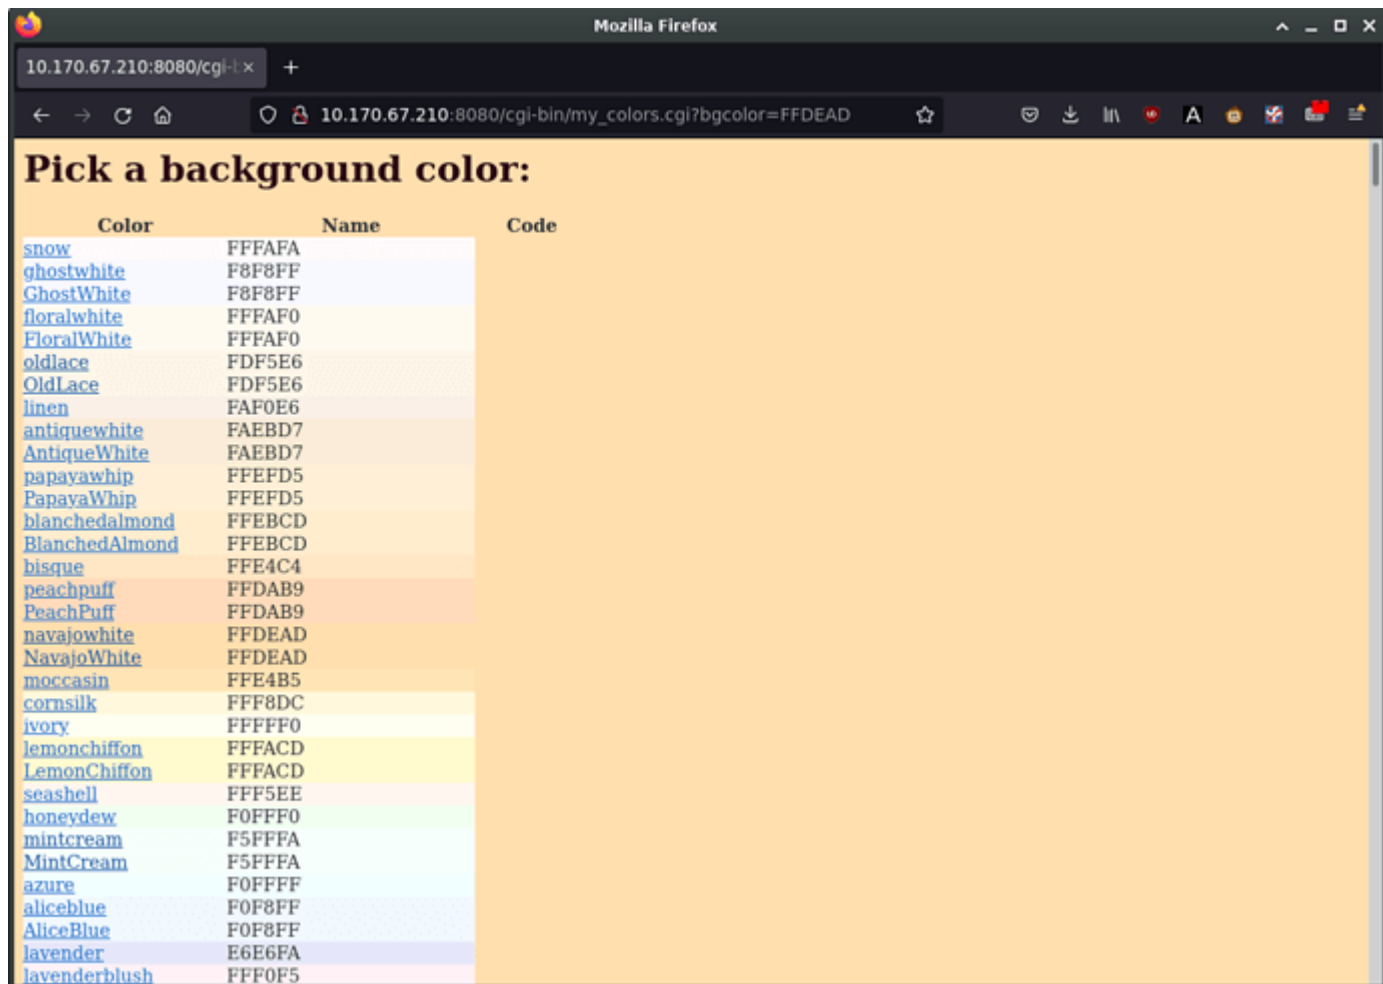 Mozilla Firefox
10.170.67.210:8080/cgi-b
10.170.67.210:8080/cgi-bin/my_colors.cgi?bgcolor=FFDEAD
Pick a background color:
Color Name Code
snow FFFAFA
ghostwhite F8F8FF
GhostWhite F8F8FF
floralwhite FFFAF0
FloralWhite FFFAF0
oldlace FDF5E6
OldLace FDF5E6
linen FAF0E6
antiquewhite FAEBD7
AntiqueWhite FAEBD7
papayawhip FFEFD5
PapayaWhip FFEFD5
blanchedalmond FFEBCD
BlanchedAlmond FFEBCD
bisque FFE4C4
peachpuff FFDAB9
PeachPuff FFDAB9
navajowhite FFDEAD
NavajoWhite FFDEAD
moccasin FFE4B5
cornsilk FFF8DC
ivory FFFFF0
lemonchiffon FFFACD
LemonChiffon FFFACD
seashell FFF5EE
honeydew F0FFF0
mintcream F5FFFA
MintCream F5FFFA
azure F0FFFF
aliceblue F0F8FF
AliceBlue F0F8FF
lavender E6E6FA
lavenderblush FFF0F5